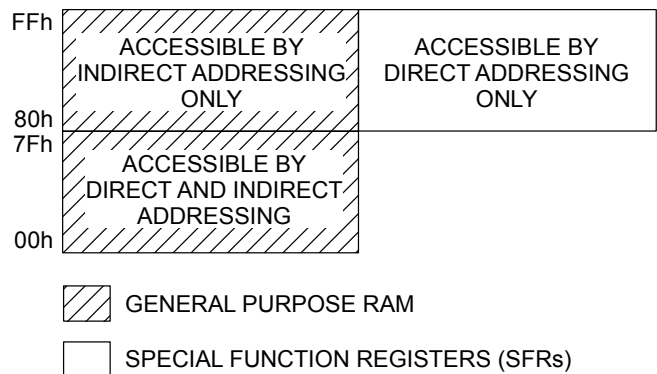 FFh
ACCESSIBLE BY
INDIRECT ADDRESSING
ONLY
ACCESSIBLE BY
DIRECT ADDRESSING
ONLY
80h
7Fh
ACCESSIBLE BY
DIRECT AND INDIRECT
ADDRESSING
00h
GENERAL PURPOSE RAM
SPECIAL FUNCTION REGISTERS (SFRs)